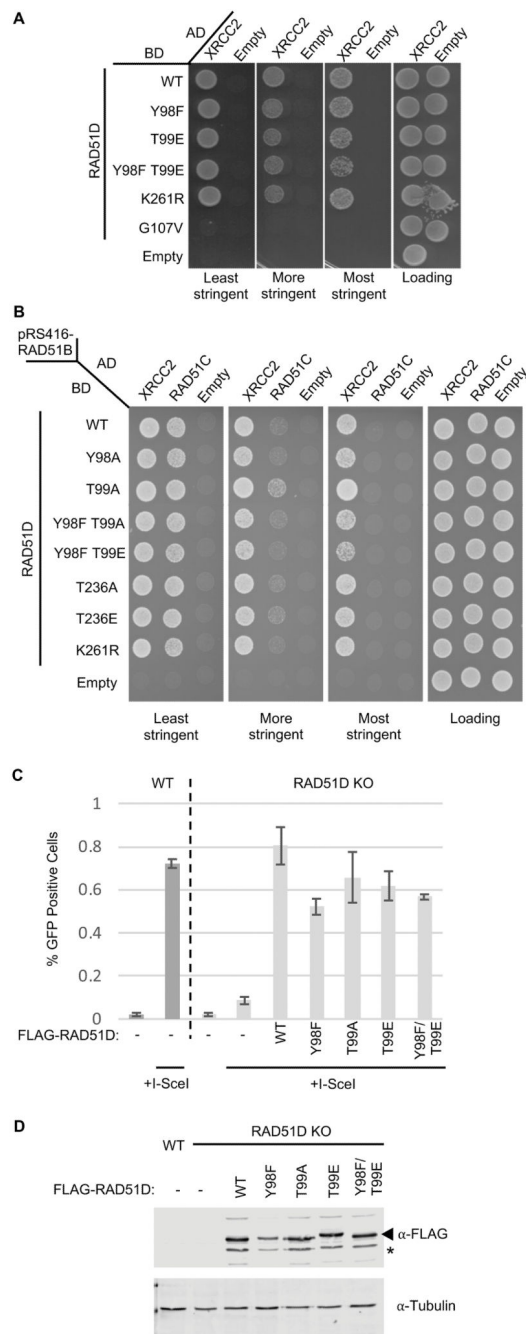 A
AD
BD
XRCC2 Empty XRCC2 Empty XRCC2 Empty XRCC2 Empty
RAD51D
WT
Y98F
T99E
Y98F T99E
K261R
G107V
Empty
Least stringent
More stringent
Most stringent
Loading
B
pRS416-
RAD51B
AD
BD
XRCC2 RAD51C Empty XRCC2 RAD51C Empty XRCC2 RAD51C Empty XRCC2 RAD51C Empty
RAD51D
WT
Y98A
T99A
Y98F T99A
Y98F T99E
T236A
T236E
K261R
Empty
Least stringent
More stringent
Most stringent
Loading
C
WT RAD51D KO
% GFP Positive Cells
1
0.8
0.6
0.4
0.2
0
FLAG-RAD51D: - - - - WT Y98F T99A T99E Y98F/T99E
+I-SceI +I-SceI
D
WT RAD51D KO
FLAG-RAD51D: - - WT Y98F T99A T99E Y98F/T99E
α-FLAG
*
α-Tubulin